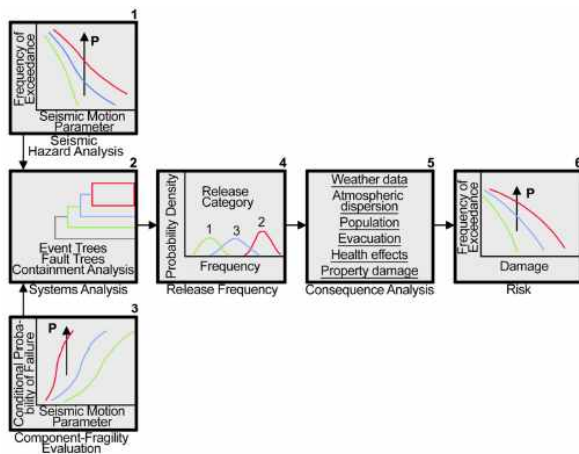 1
Frequency of
Exceedance
P
Seismic Motion
Parameter
Seismic
Hazard Analysis
2
Event Trees
Fault Trees
Containment Analysis
Systems Analysis
3
Conditional Proba-
bility of Failure
P
Seismic Motion
Parameter
Component-Fragility
Evaluation
4
Probability Density
Release
Category
1
3
2
Frequency
Release Frequency
5
Weather data
Atmospheric
dispersion
Population
Evacuation
Health effects
Property damage
Consequence Analysis
6
Frequency of
Exceedance
P
Damage
Risk